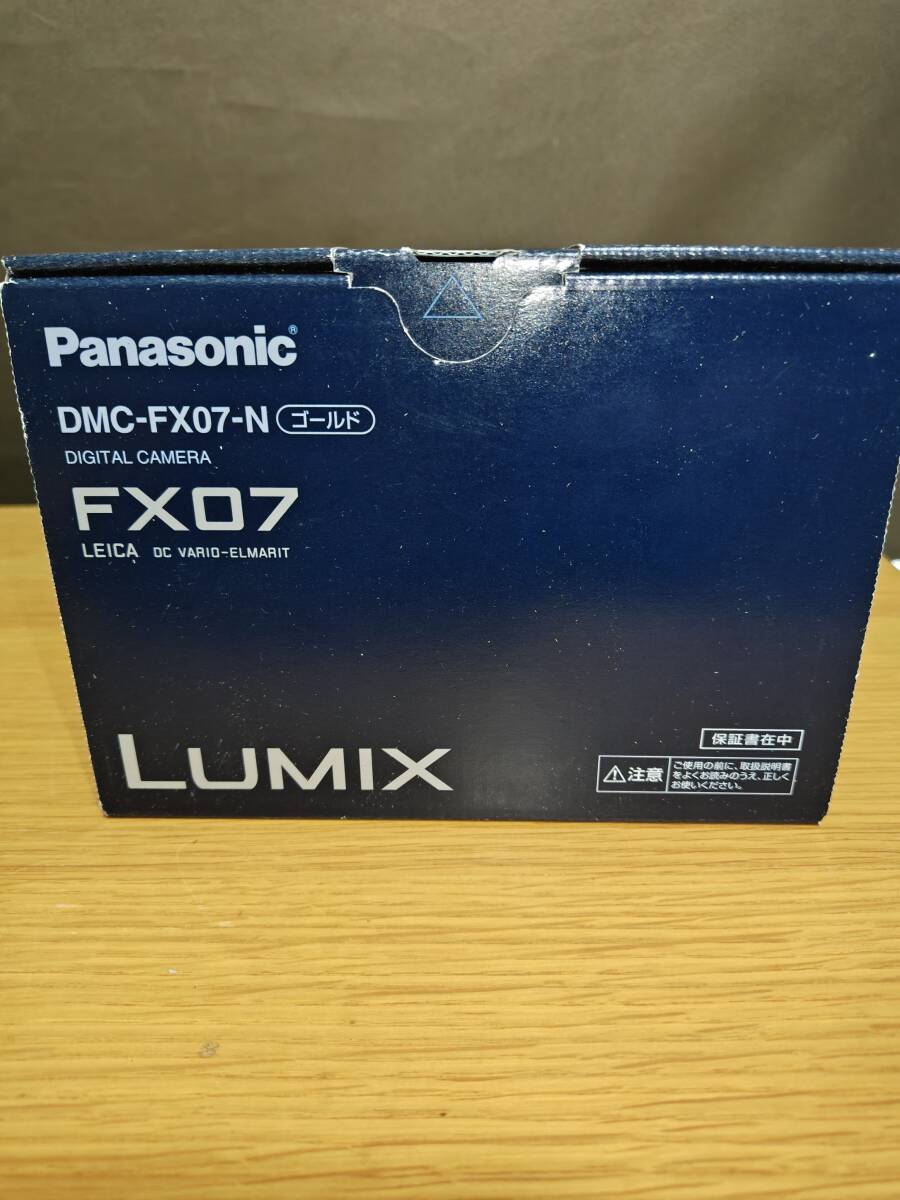 Panasonic®
DMC-FX07-N ゴールド
DIGITAL CAMERA
FX07
LEICA DC VARIO-ELMARIT
LUMIX
保証書在中
注意
ご使用の前に、取扱説明書
をよくお読みのうえ、正しく
お使いください。